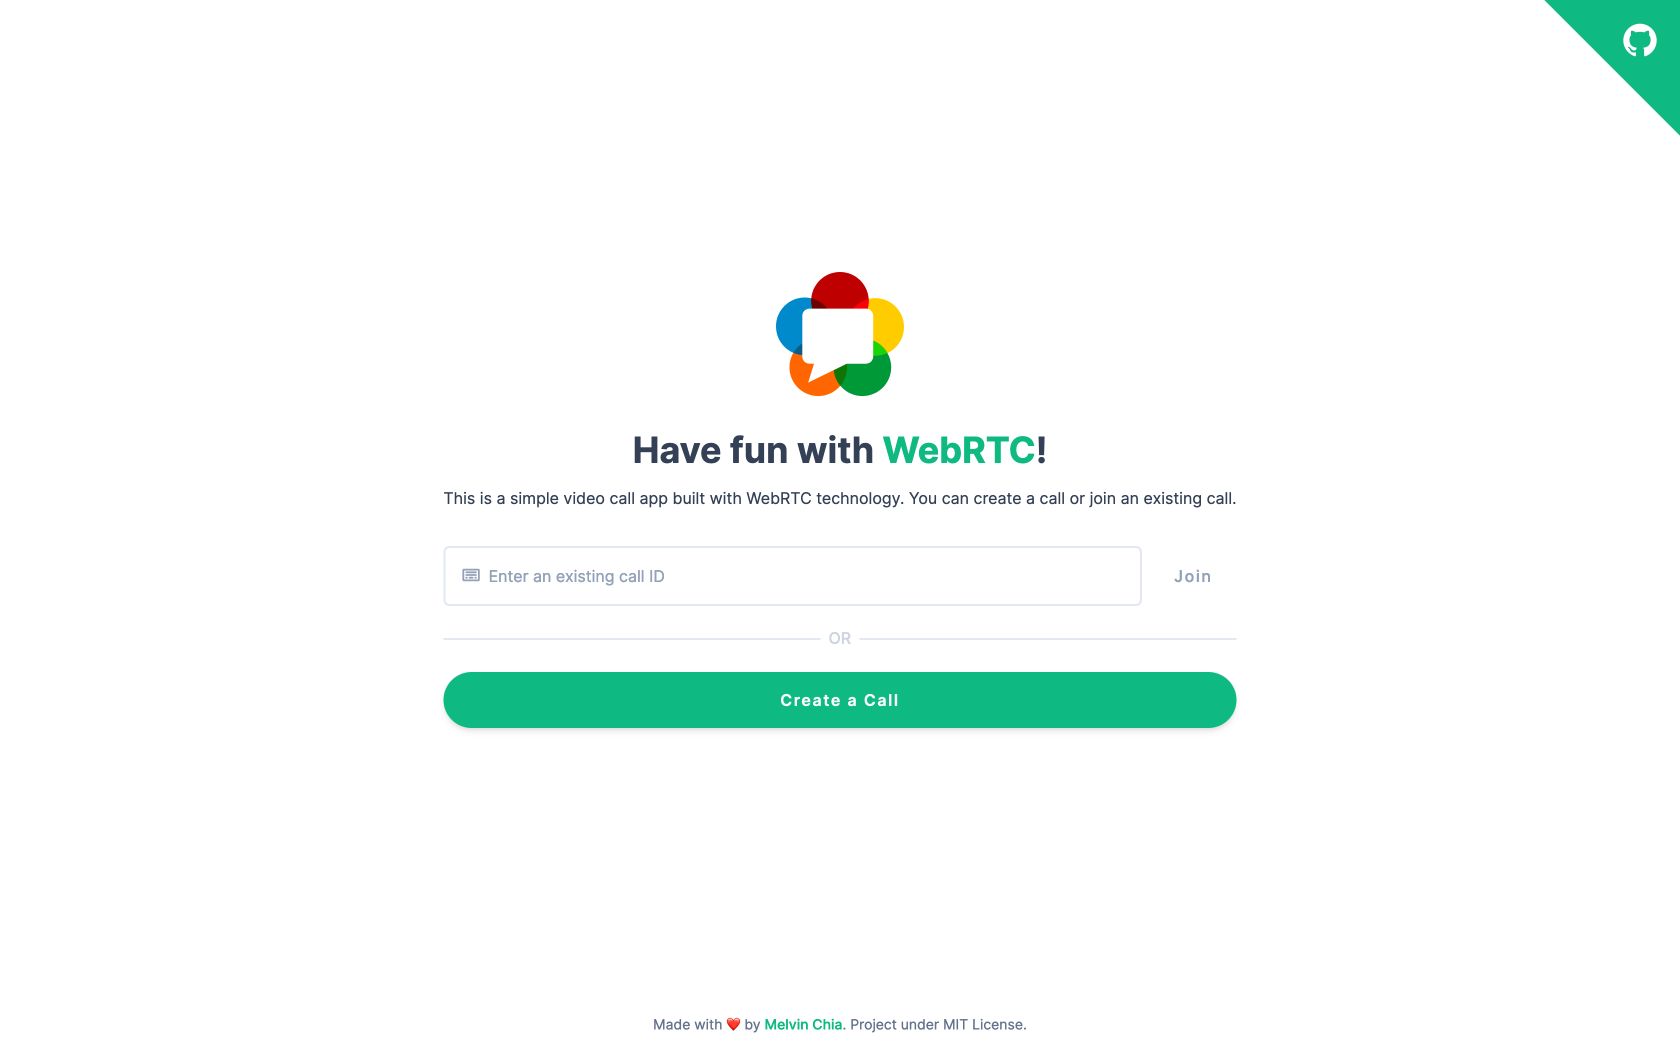 Have fun with WebRTC!
This is a simple video call app built with WebRTC technology. You can create a call or join an existing call.
Enter an existing call ID
Join
OR
Create a Call
Made with ❤️ by Melvin Chia. Project under MIT License.